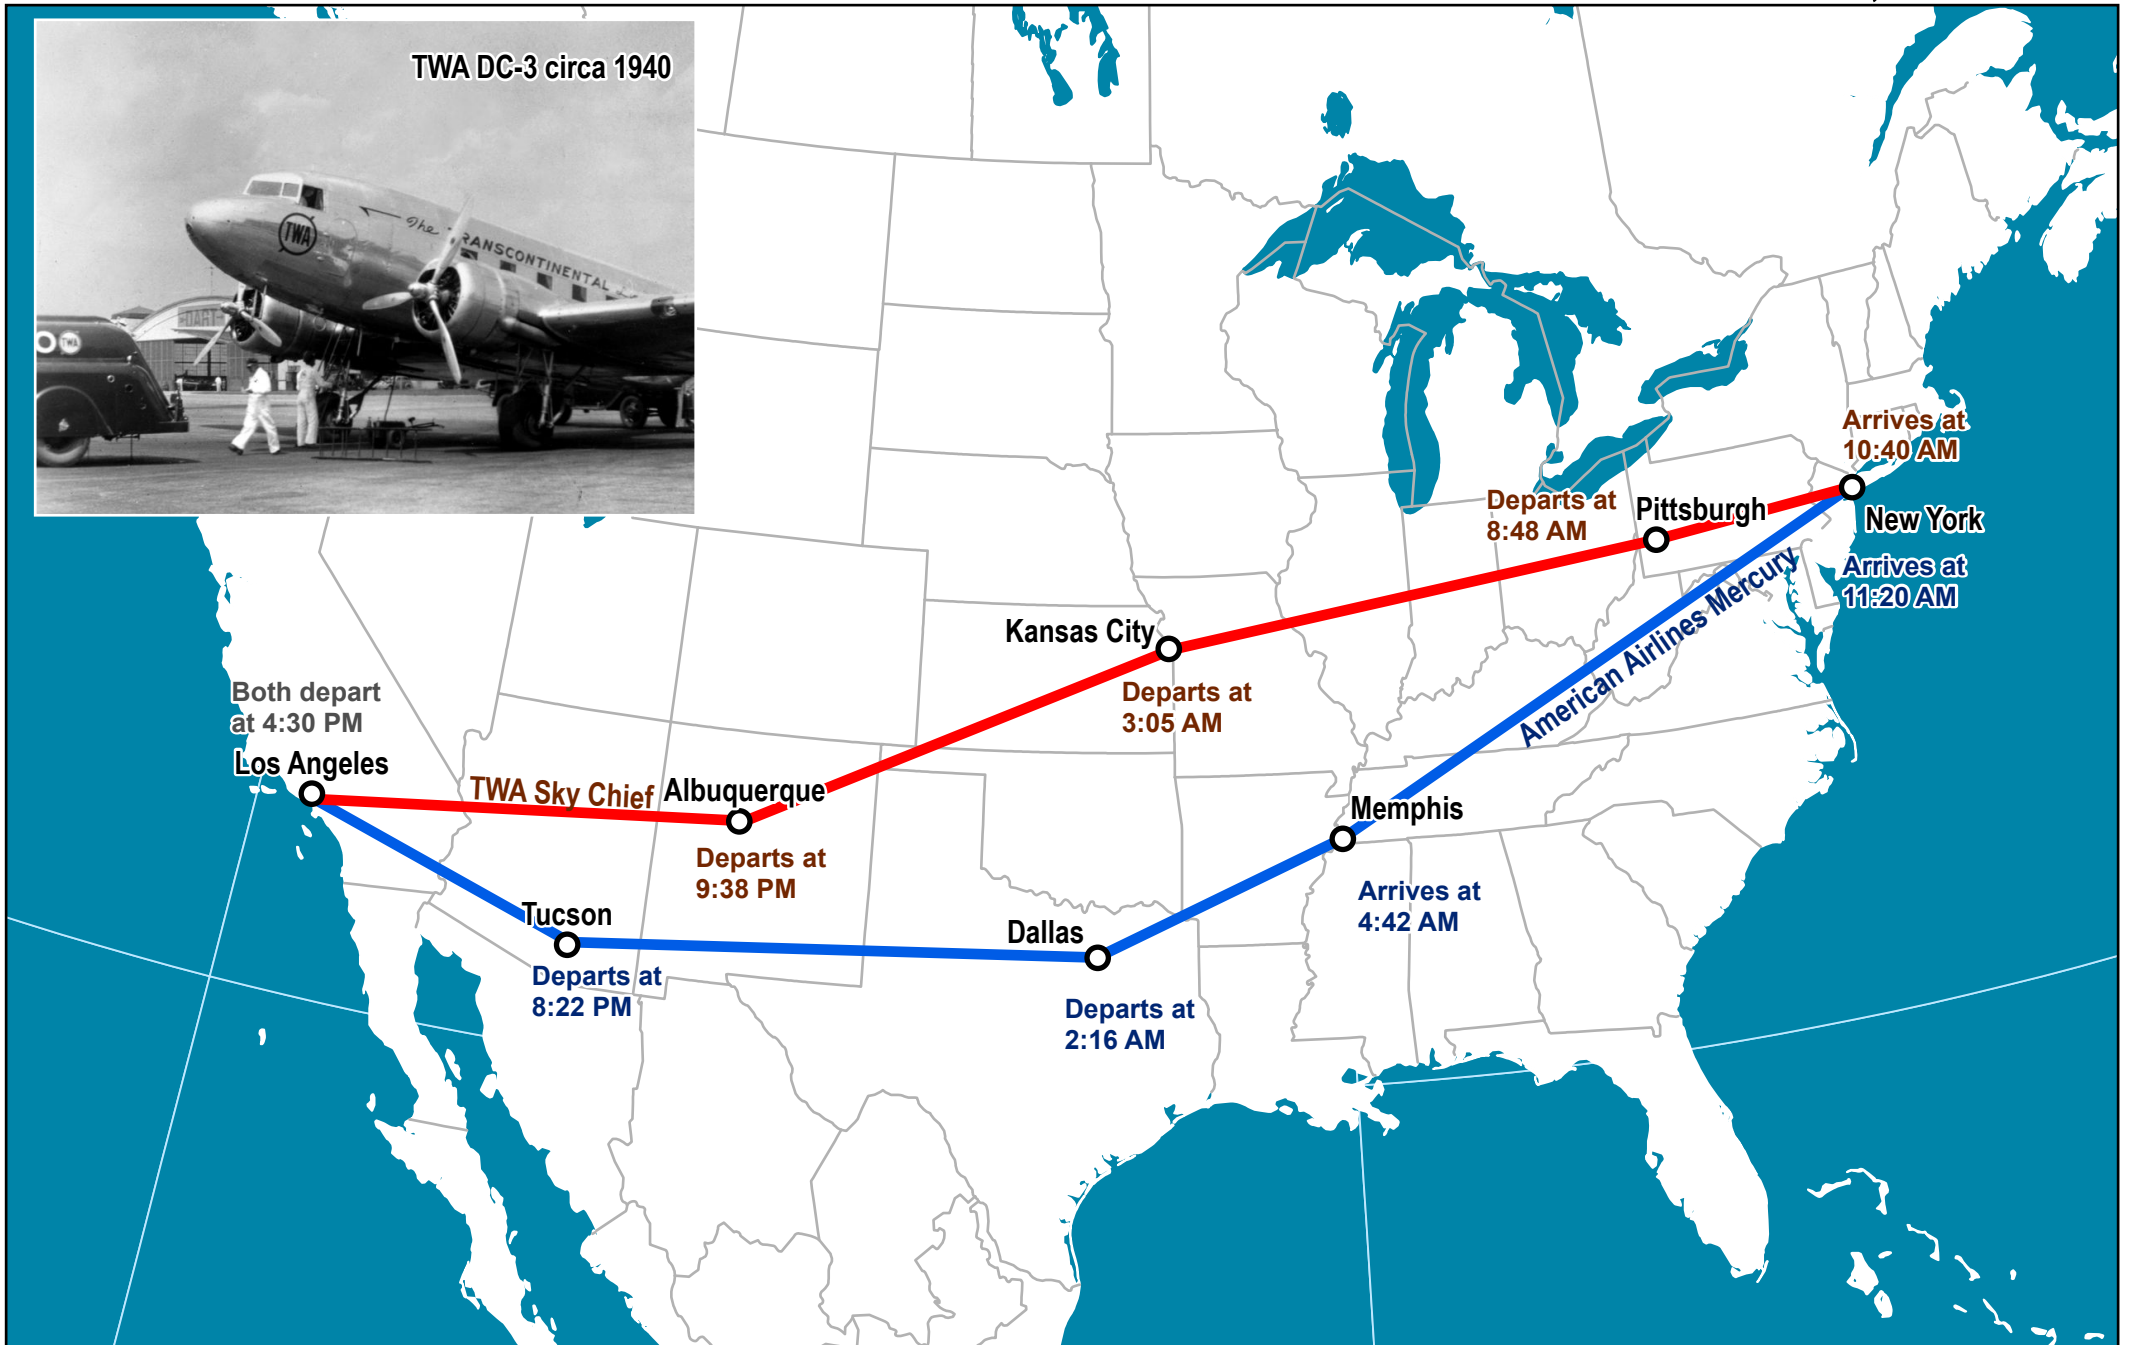 TWA DC-3 circa 1940
TWA
The TRANSCONTINENTAL
DART
TWA
Arrives at
10:40 AM
Departs at
8:48 AM
Pittsburgh
New York
Arrives at
11:20 AM
American Airlines Mercury
Kansas City
Departs at
3:05 AM
Both depart
at 4:30 PM
Los Angeles
TWA Sky Chief
Albuquerque
Departs at
9:38 PM
Memphis
Arrives at
4:42 AM
Tucson
Departs at
8:22 PM
Dallas
Departs at
2:16 AM